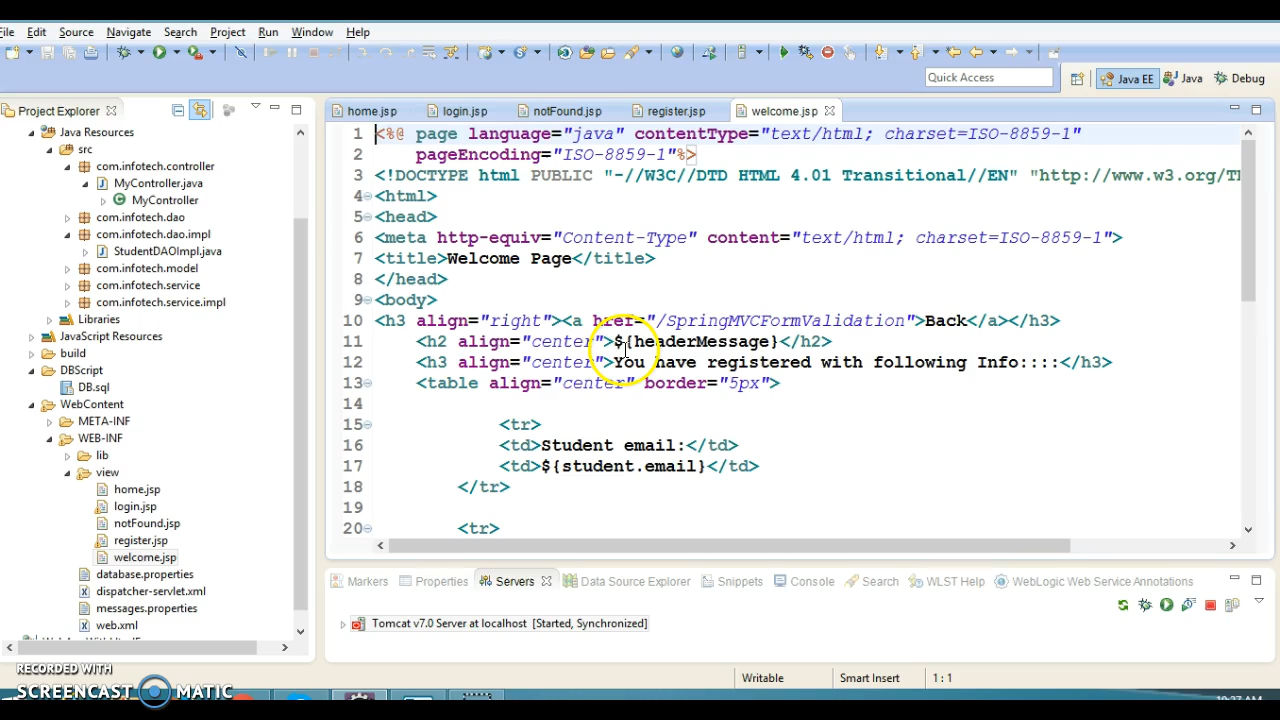 File Edit Source Navigate Search Project Run Window Help
Quick Access
Java EE Java Debug
Project Explorer
Java Resources
src
com.infotech.controller
MyController.java
MyController
com.infotech.dao
com.infotech.dao.impl
StudentDAOImpl.java
com.infotech.model
com.infotech.service
com.infotech.service.impl
Libraries
JavaScript Resources
build
DBScript
DB.sql
WebContent
META-INF
WEB-INF
lib
view
home.jsp
login.jsp
notFound.jsp
register.jsp
welcome.jsp
database.properties
dispatcher-servlet.xml
messages.properties
web.xml
home.jsp login.jsp notFound.jsp register.jsp welcome.jsp
1 <%@ page language="java" contentType="text/html; charset=ISO-8859-1"
2 pageEncoding="ISO-8859-1"%>
3 <!DOCTYPE html PUBLIC "-//W3C//DTD HTML 4.01 Transitional//EN" "http://www.w3.org/TR
4 <html>
5 <head>
6 <meta http-equiv="Content-Type" content="text/html; charset=ISO-8859-1">
7 <title>Welcome Page</title>
8 </head>
9 <body>
10 <h3 align="right"><a href="/SpringMVCFormValidation">Back</a></h3>
11 <h2 align="center">${headerMessage}</h2>
12 <h3 align="center">You have registered with following Info::::</h3>
13 <table align="center" border="5px">
14
15 <tr>
16 <td>Student email:</td>
17 <td>${student.email}</td>
18 </tr>
19
20 <tr>
Markers Properties Servers Data Source Explorer Snippets Console Search WLST Help WebLogic Web Service Annotations
Tomcat v7.0 Server at localhost [Started, Synchronized]
Writable Smart Insert 1 : 1
RECORDED WITH
SCREENCAST MATIC
10:27 AM